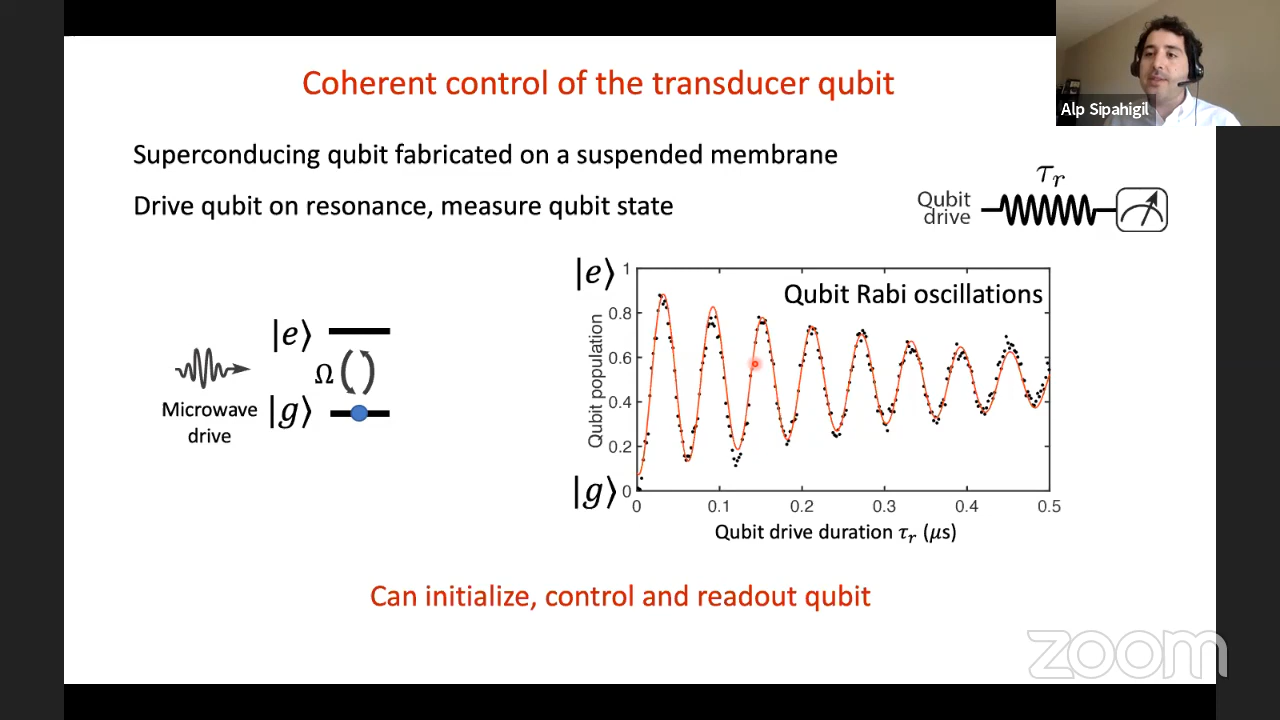 Coherent control of the transducer qubit
Alp Sipahigil
Superconducing qubit fabricated on a suspended membrane
Drive qubit on resonance, measure qubit state
τr
Qubit
drive
|e⟩
Ω
Microwave
drive
|g⟩
|e⟩
Qubit Rabi oscillations
Qubit population
1
0.8
0.6
0.4
0.2
0
|g⟩
0 0.1 0.2 0.3 0.4 0.5
Qubit drive duration τr (μs)
Can initialize, control and readout qubit
zoom